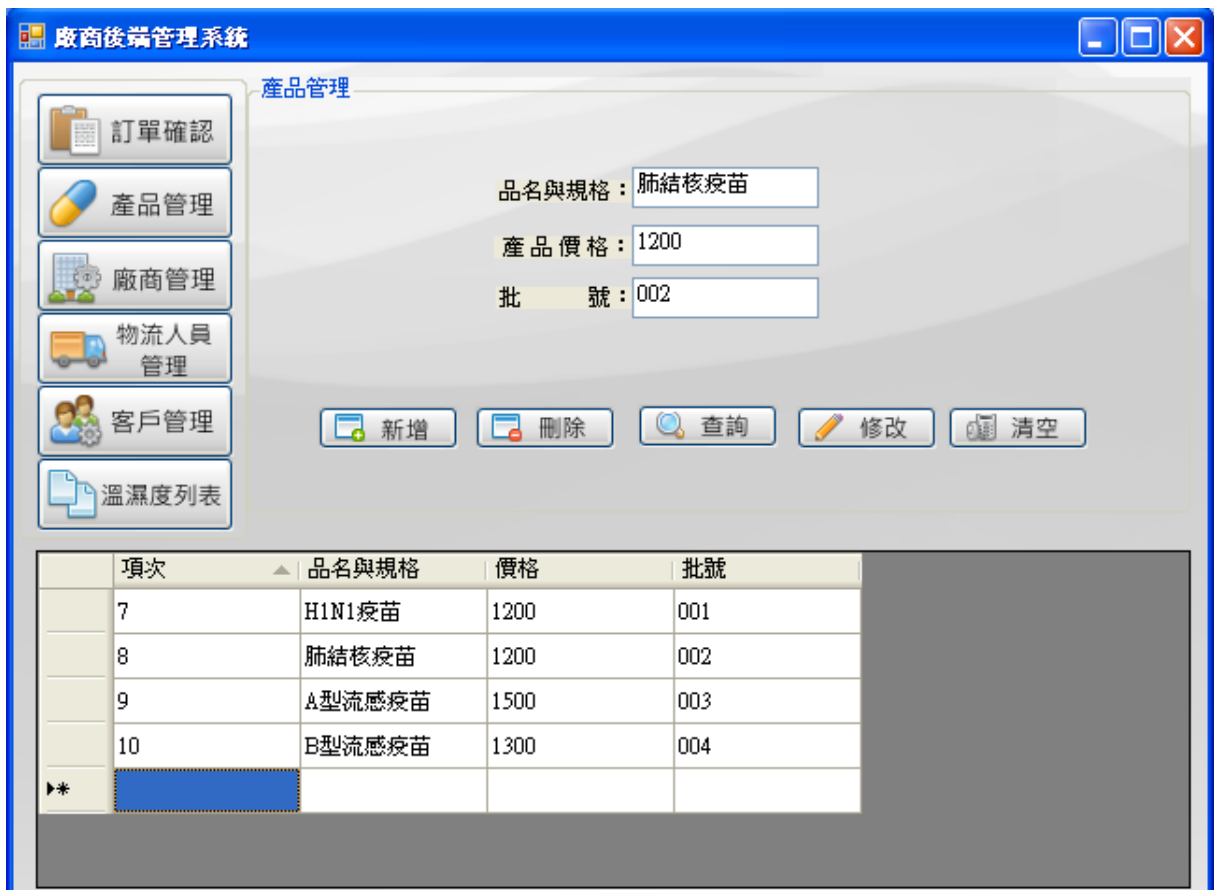 廠商後端管理系統
訂單確認
產品管理
廠商管理
物流人員
管理
客戶管理
溫濕度列表
產品管理
品名與規格：肺結核疫苗
產品價格：1200
批 號：002
新增 刪除 查詢 修改 清空
項次 品名與規格 價格 批號
7 H1N1疫苗 1200 001
8 肺結核疫苗 1200 002
9 A型流感疫苗 1500 003
10 B型流感疫苗 1300 004